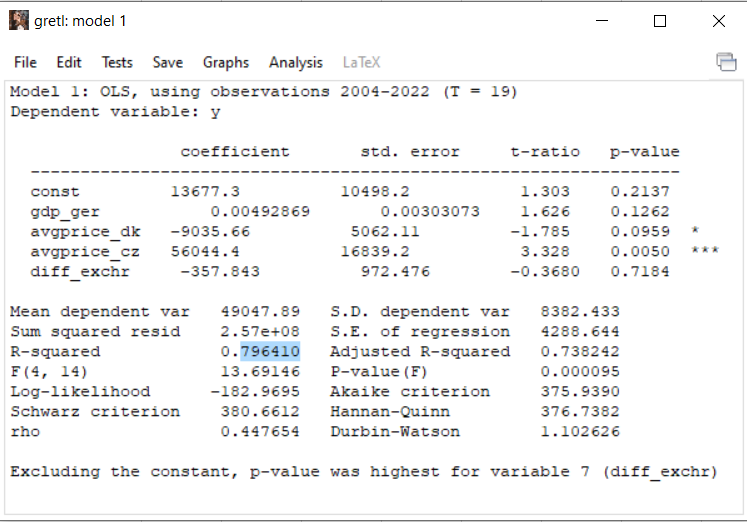 gretl: model 1
File Edit Tests Save Graphs Analysis LaTeX
Model 1: OLS, using observations 2004-2022 (T = 19)
Dependent variable: y
coefficient std. error t-ratio p-value
---------------------------------------------------------------
const 13677.3 10498.2 1.303 0.2137
gdp_ger 0.00492869 0.00303073 1.626 0.1262
avgprice_dk -9035.66 5062.11 -1.785 0.0959 *
avgprice_cz 56044.4 16839.2 3.328 0.0050 ***
diff_exchr -357.843 972.476 -0.3680 0.7184
Mean dependent var 49047.89 S.D. dependent var 8382.433
Sum squared resid 2.57e+08 S.E. of regression 4288.644
R-squared 0.796410 Adjusted R-squared 0.738242
F(4, 14) 13.69146 P-value(F) 0.000095
Log-likelihood -182.9695 Akaike criterion 375.9390
Schwarz criterion 380.6612 Hannan-Quinn 376.7382
rho 0.447654 Durbin-Watson 1.102626
Excluding the constant, p-value was highest for variable 7 (diff_exchr)